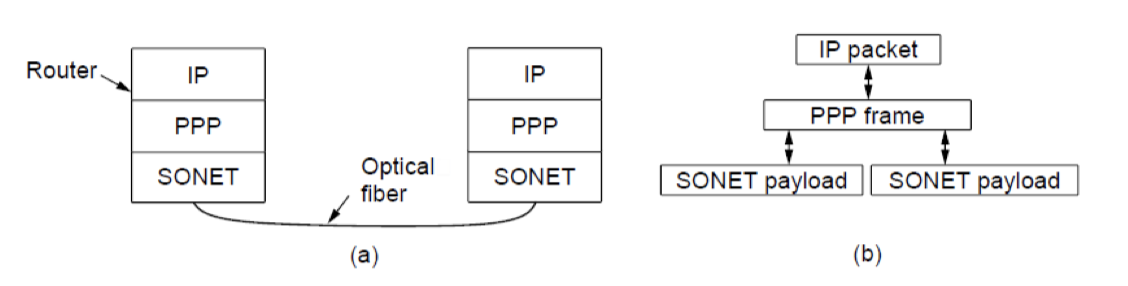 Router
IP
PPP
SONET
Optical
fiber
IP
PPP
SONET
(a)
IP packet
PPP frame
SONET payload
SONET payload
(b)